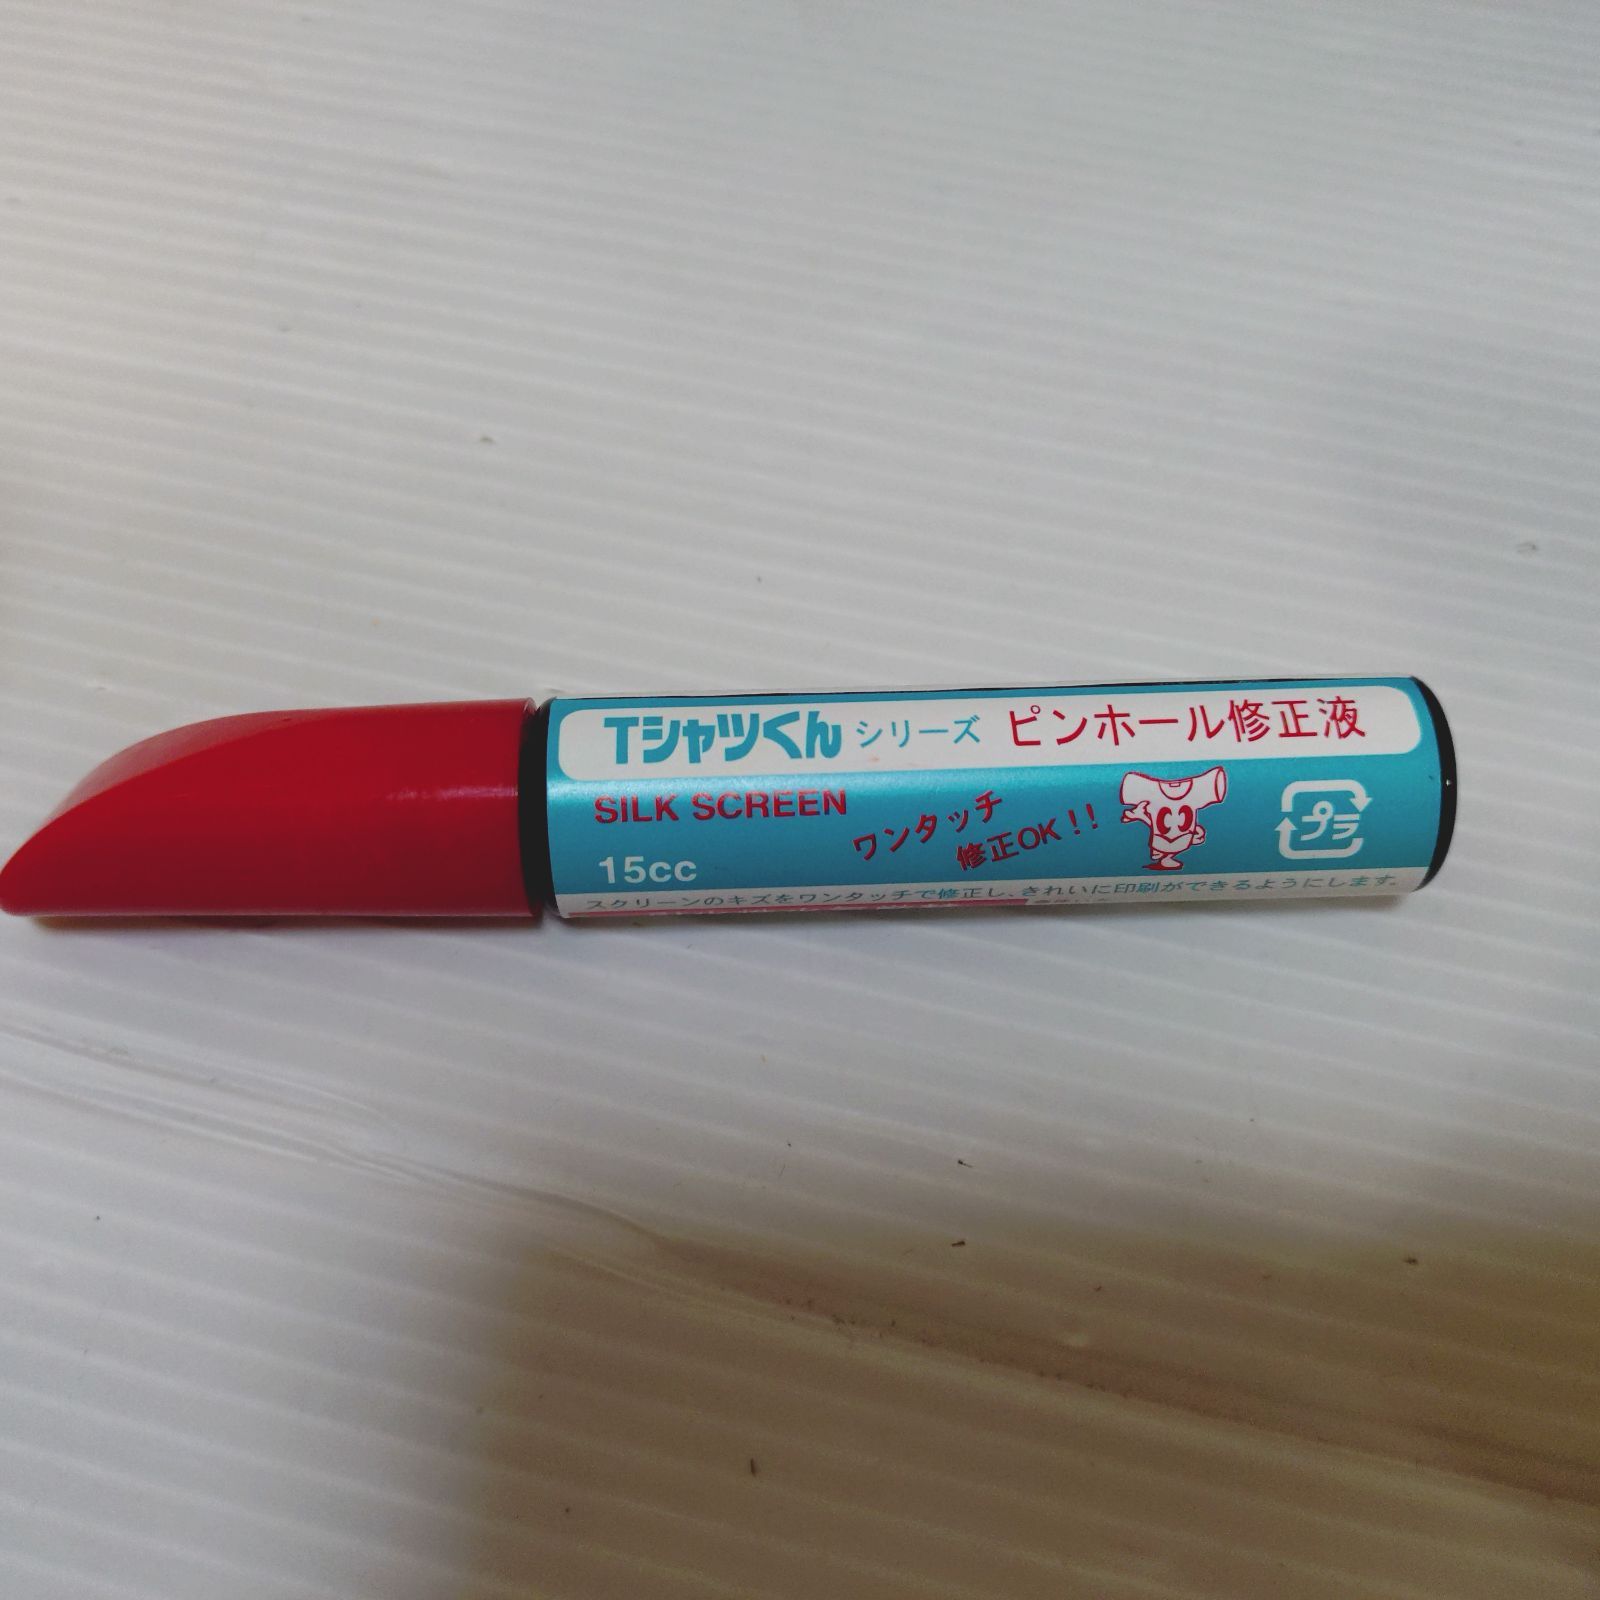 Tシャツくん シリーズ ピンホール修正液
SILK SCREEN
ワンタッチ
修正OK!!
プラ
15cc
スクリーンのキズをワンタッチで修正し、きれいに印刷ができるようにします。